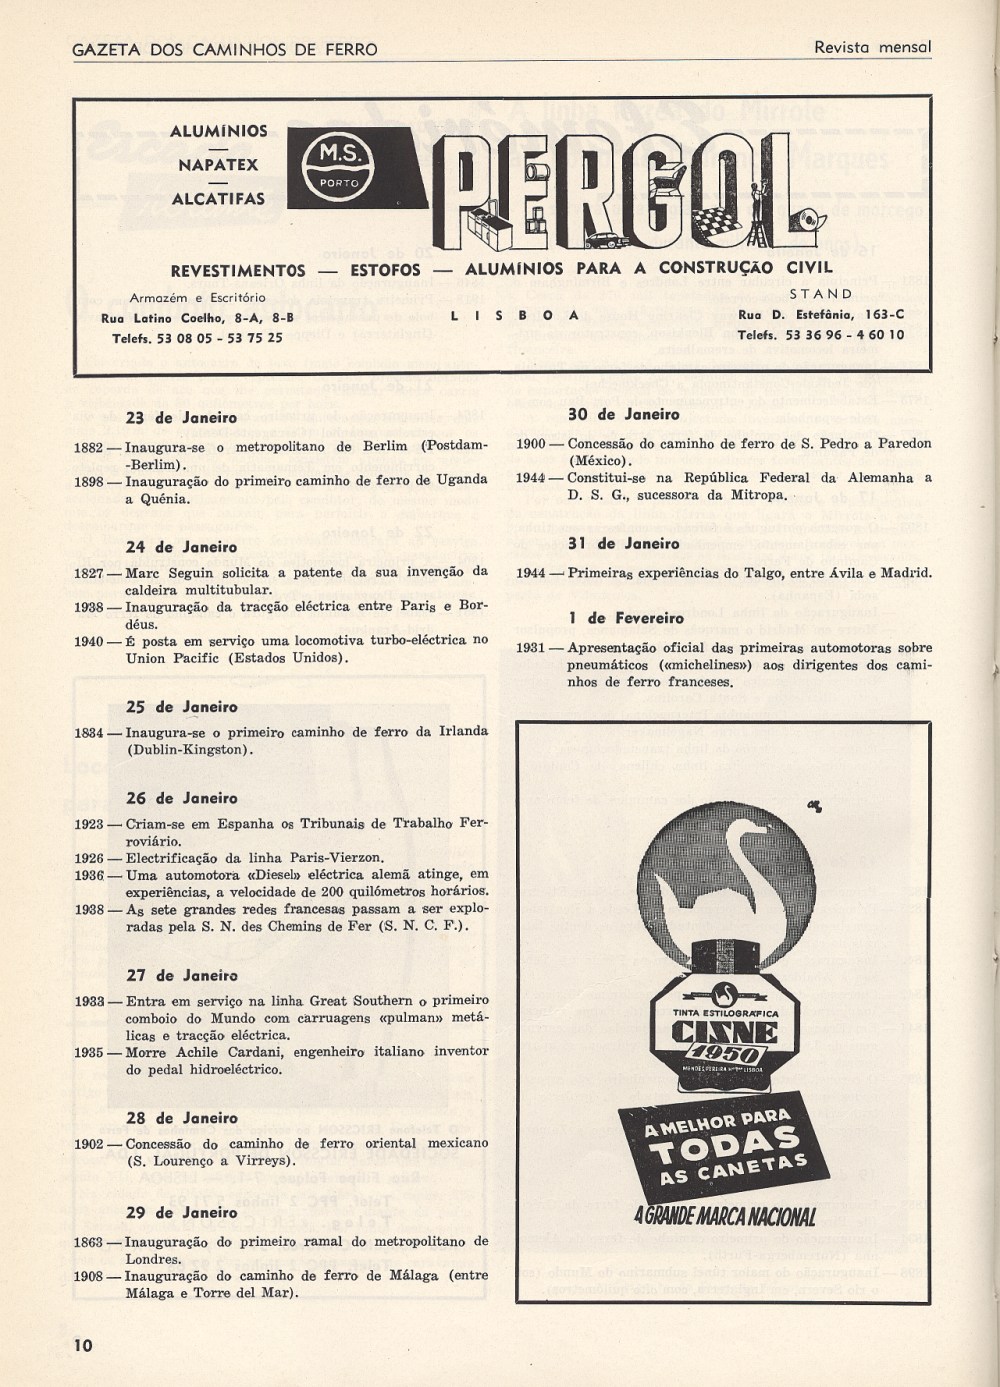 GAZETA DOS CAMINHOS DE FERRO
Revista mensal
ALUMÍNIOS
—
NAPATEX
—
ALCATIFAS
M.S.
PORTO
PERGOL
REVESTIMENTOS — ESTOFOS — ALUMÍNIOS PARA A CONSTRUÇÃO CIVIL
Armazém e Escritório
Rua Latino Coelho, 8-A, 8-B
Telefs. 53 08 05 - 53 75 25
LISBOA
STAND
Rua D. Estefânia, 163-C
Telefs. 53 36 96 - 4 60 10
23 de Janeiro
1882 — Inaugura-se o metropolitano de Berlim (Postdam-
-Berlim).
1898 — Inauguração do primeiro caminho de ferro de Uganda
a Quénia.
24 de Janeiro
1827 — Marc Seguin solicita a patente da sua invenção da
caldeira multitubular.
1938 — Inauguração da tracção eléctrica entre Paris e Bor-
déus.
1940 — É posta em serviço uma locomotiva turbo-eléctrica no
Union Pacific (Estados Unidos).
25 de Janeiro
1884 — Inaugura-se o primeiro caminho de ferro da Irlanda
(Dublin-Kingston).
26 de Janeiro
1923 — Criam-se em Espanha os Tribunais de Trabalho Fer-
roviário.
1926 — Electrificação da linha Paris-Vierzon.
1936 — Uma automotora «Diesel» eléctrica alemã atinge, em
experiências, a velocidade de 200 quilómetros horários.
1938 — As sete grandes redes francesas passam a ser explo-
radas pela S. N. des Chemins de Fer (S. N. C. F.).
27 de Janeiro
1933 — Entra em serviço na linha Great Southern o primeiro
comboio do Mundo com carruagens «pulman» metá-
licas e tracção eléctrica.
1935 — Morre Achile Cardani, engenheiro italiano inventor
do pedal hidroeléctrico.
28 de Janeiro
1902 — Concessão do caminho de ferro oriental mexicano
(S. Lourenço a Virreys).
29 de Janeiro
1863 — Inauguração do primeiro ramal do metropolitano de
Londres.
1908 — Inauguração do caminho de ferro de Málaga (entre
Málaga e Torre del Mar).
30 de Janeiro
1900 — Concessão do caminho de ferro de S. Pedro a Paredon
(México).
1944 — Constitui-se na República Federal da Alemanha a
D. S. G., sucessora da Mitropa.
31 de Janeiro
1944 — Primeiras experiências do Talgo, entre Ávila e Madrid.
1 de Fevereiro
1931 — Apresentação oficial das primeiras automotoras sobre
pneumáticos («michelines») aos dirigentes dos cami-
nhos de ferro franceses.
TINTA ESTILOGRÁFICA
CISNE
1950
MENDES PEREIRA LISBOA
A MELHOR PARA
TODAS
AS CANETAS
A GRANDE MARCA NACIONAL
10